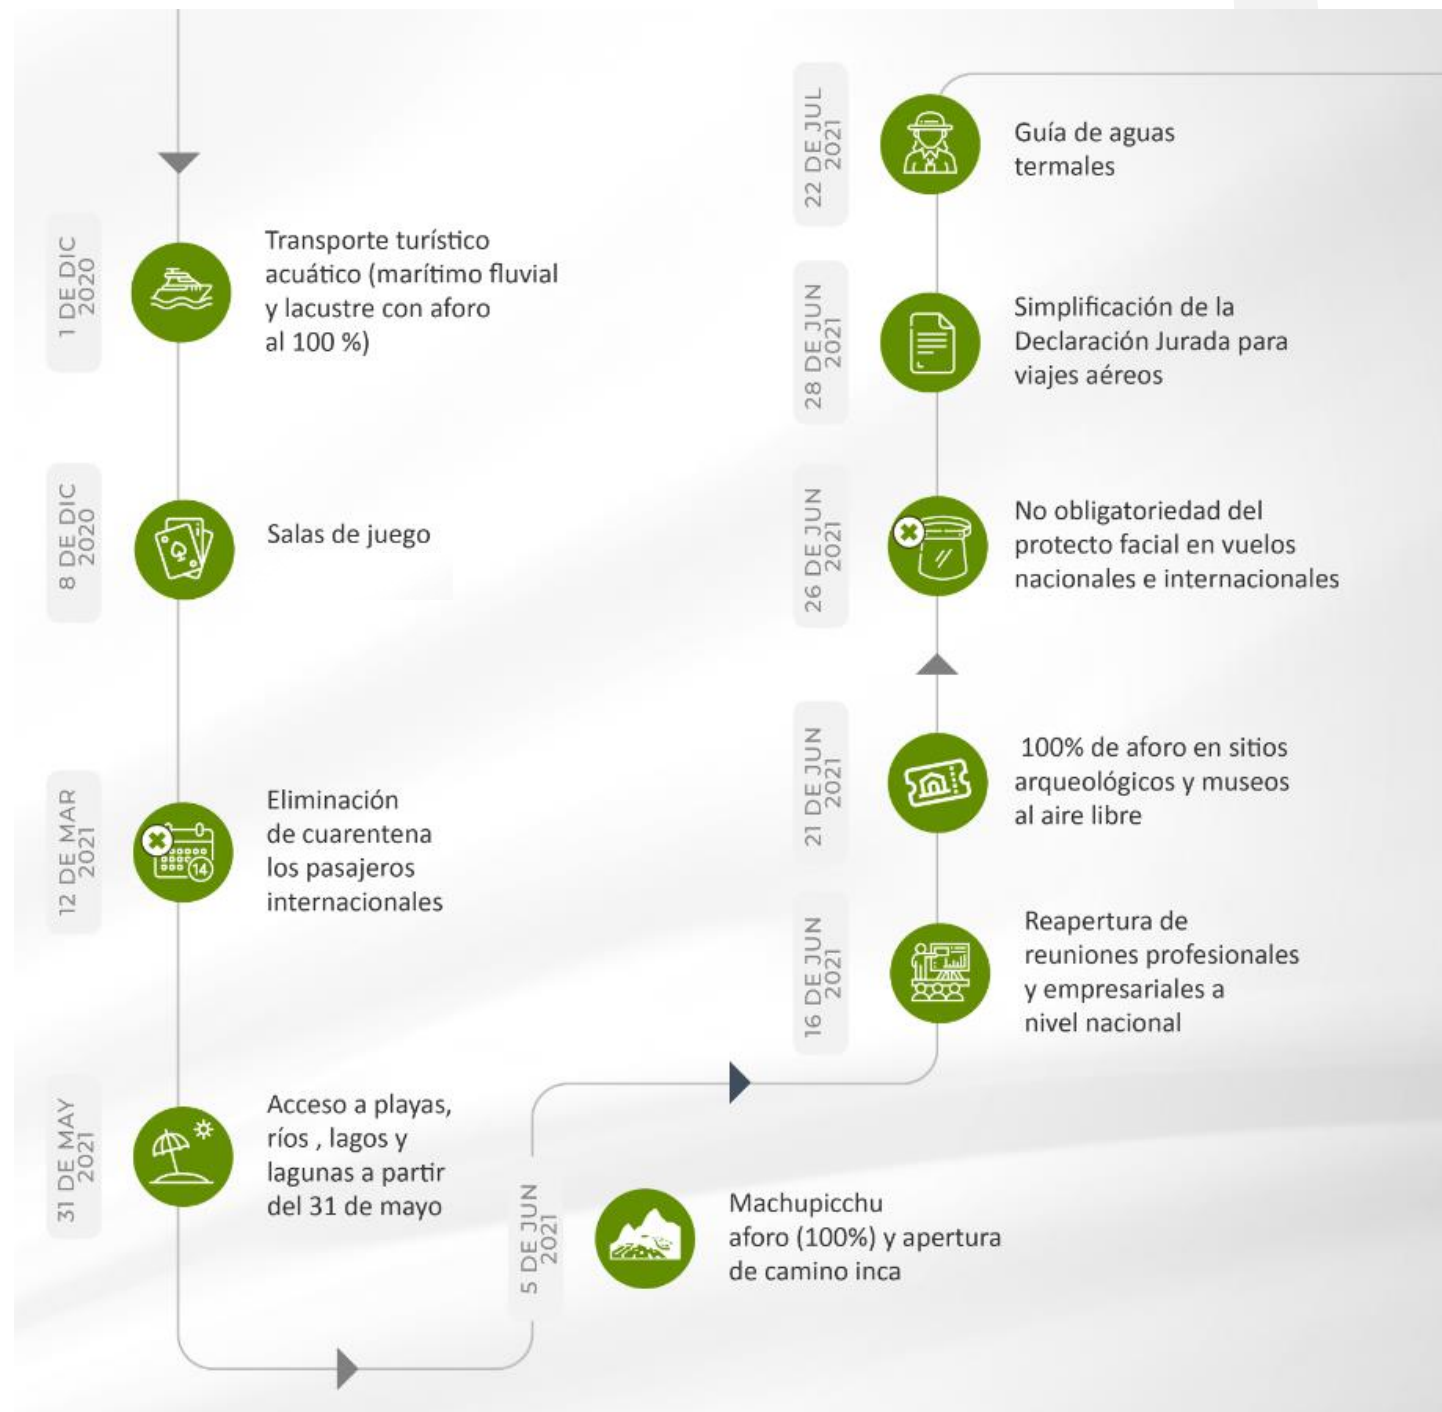 1 DE DIC
2020
Transporte turístico
acuático (marítimo fluvial
y lacustre con aforo
al 100 %)
8 DE DIC
2020
Salas de juego
12 DE MAR
2021
14
Eliminación
de cuarentena
los pasajeros
internacionales
31 DE MAY
2021
Acceso a playas,
ríos , lagos y
lagunas a partir
del 31 de mayo
5 DE JUN
2021
Machupicchu
aforo (100%) y apertura
de camino inca
16 DE JUN
2021
Reapertura de
reuniones profesionales
y empresariales a
nivel nacional
21 DE JUN
2021
100% de aforo en sitios
arqueológicos y museos
al aire libre
26 DE JUN
2021
No obligatoriedad del
protecto facial en vuelos
nacionales e internacionales
28 DE JUN
2021
Simplificación de la
Declaración Jurada para
viajes aéreos
22 DE JUL
2021
Guía de aguas
termales